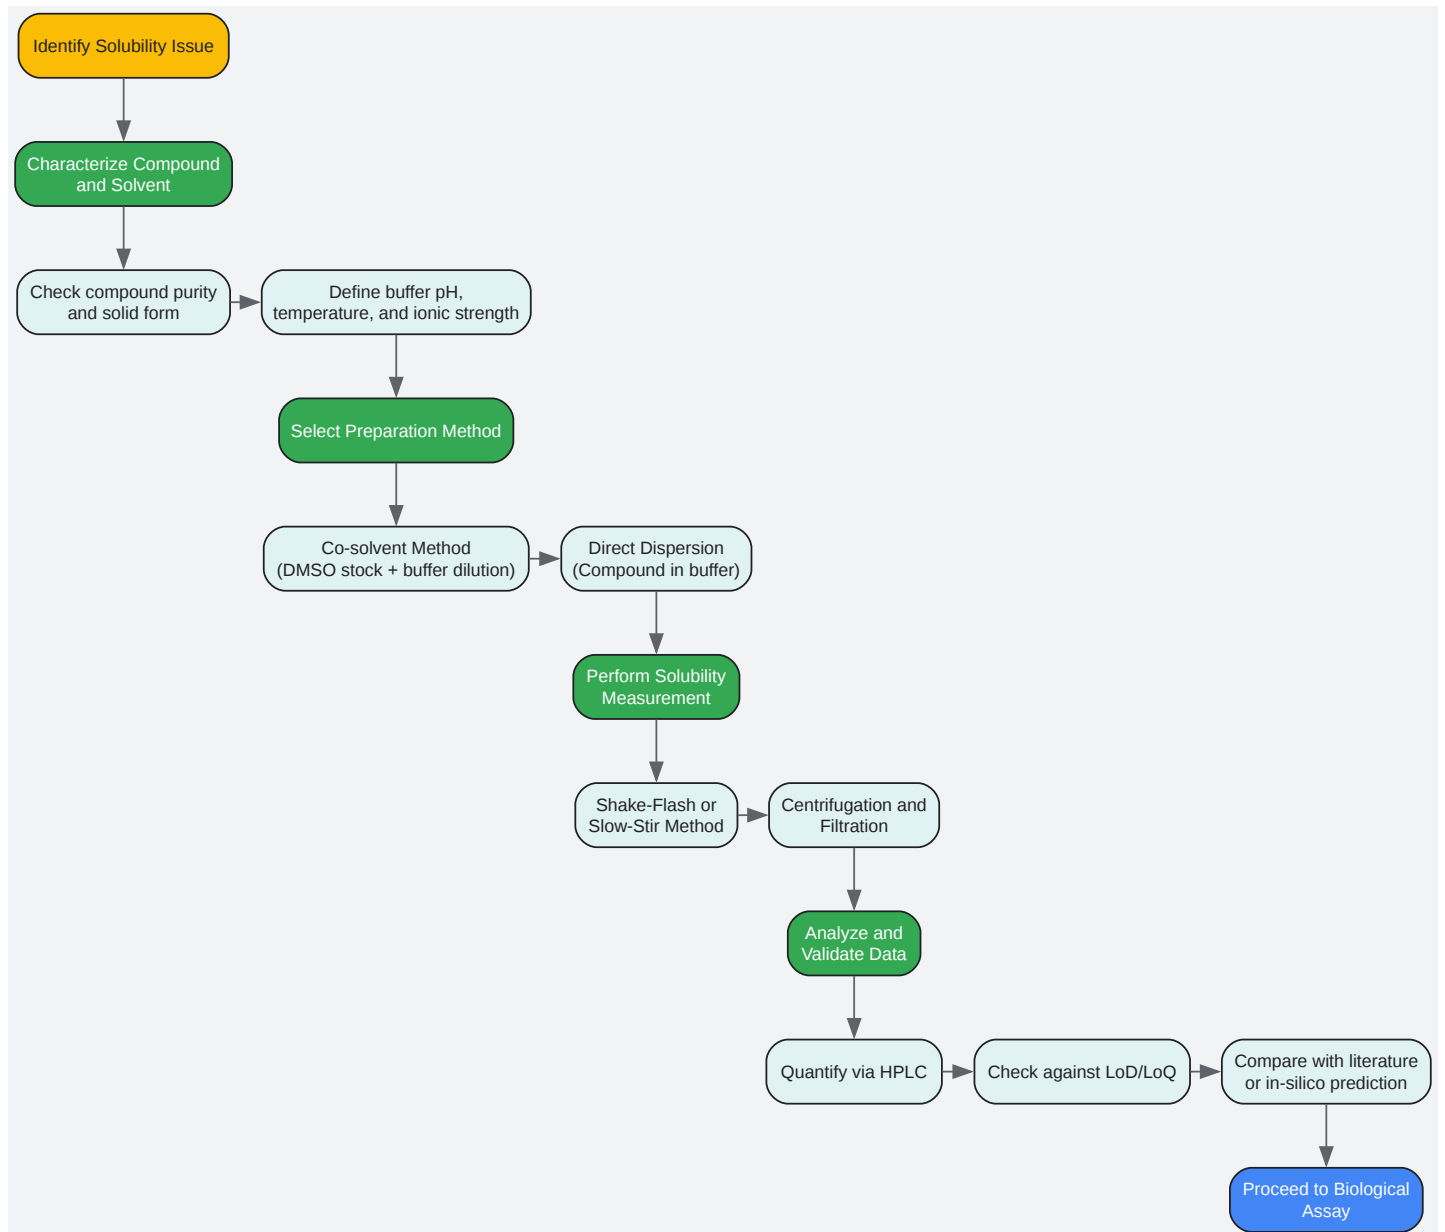 Identify Solubility Issue
Characterize Compound
and Solvent
Check compound purity
and solid form
Define buffer pH,
temperature, and ionic strength
Select Preparation Method
Co-solvent Method
(DMSO stock + buffer dilution)
Direct Dispersion
(Compound in buffer)
Perform Solubility
Measurement
Shake-Flash or
Slow-Stir Method
Centrifugation and
Filtration
Analyze and
Validate Data
Quantify via HPLC
Check against LoD/LoQ
Compare with literature
or in-silico prediction
Proceed to Biological
Assay